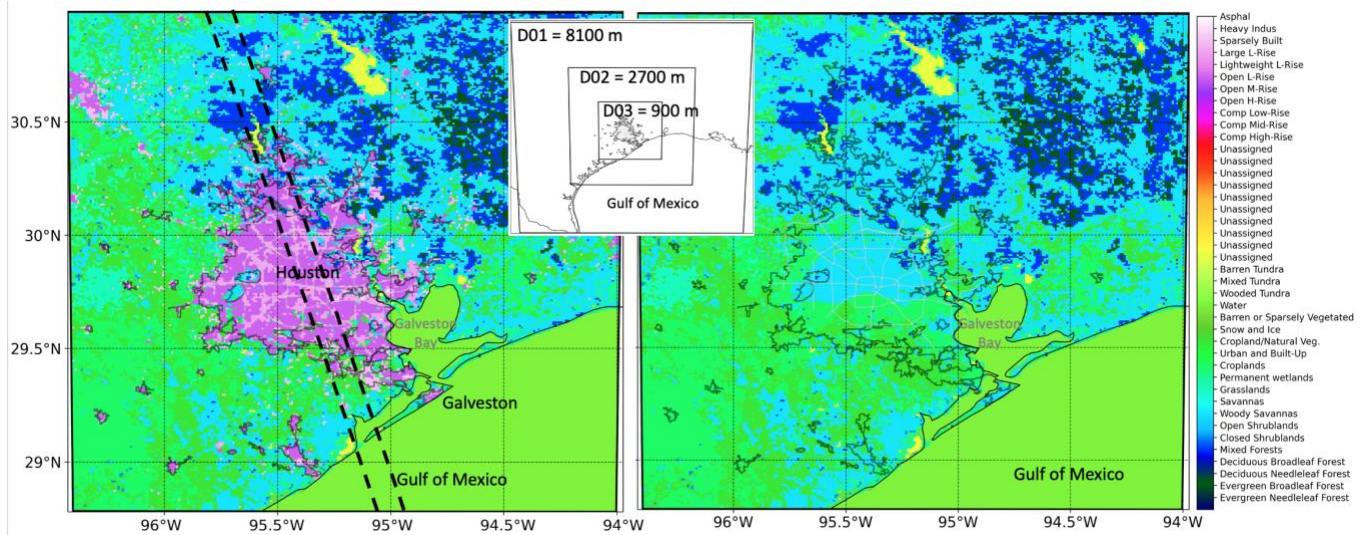 D01 = 8100 m
D02 = 2700 m
D03 = 900 m
Gulf of Mexico
30.5°N
30°N
29.5°N
29°N
Houston
Galveston
Bay
Galveston
Gulf of Mexico
96°W
95.5°W
95°W
94.5°W
94°W
Galveston
Bay
Gulf of Mexico
96°W
95.5°W
95°W
94.5°W
94°W
Asphal
Heavy Indus
Sparsely Built
Large L-Rise
Lightweight L-Rise
Open L-Rise
Open M-Rise
Open H-Rise
Comp Low-Rise
Comp Mid-Rise
Comp High-Rise
Unassigned
Unassigned
Unassigned
Unassigned
Unassigned
Unassigned
Unassigned
Unassigned
Unassigned
Unassigned
Barren Tundra
Mixed Tundra
Wooded Tundra
Water
Barren or Sparsely Vegetated
Snow and Ice
Cropland/Natural Veg.
Urban and Built-Up
Croplands
Permanent wetlands
Grasslands
Savannas
Woody Savannas
Open Shrublands
Closed Shrublands
Mixed Forests
Deciduous Broadleaf Forest
Deciduous Needleleaf Forest
Evergreen Broadleaf Forest
Evergreen Needleleaf Forest